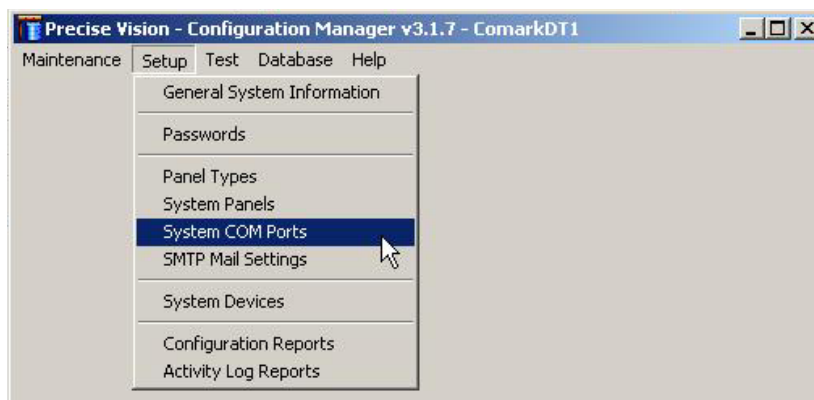 Precise Vision - Configuration Manager v3.1.7 - ComarkDT1
Maintenance Setup Test Database Help
General System Information
Passwords
Panel Types
System Panels
System COM Ports
SMTP Mail Settings
System Devices
Configuration Reports
Activity Log Reports